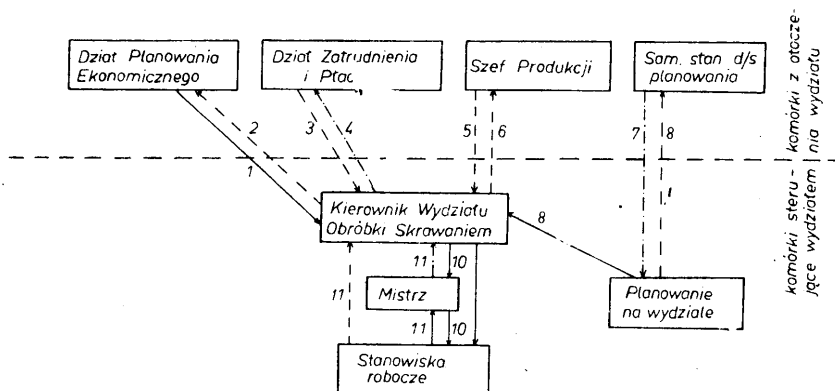 Dział Planowania
Ekonomicznego
Dział Zatrudnienia
i Płac
Szef Produkcji
Sam. stan d/s
planowania
komórki z otocze-
nia wydziału
2
3
4
5
6
7
8
1
komórki steru-
jące wydziałem
Kierownik Wydziału
Obróbki Skrawaniem
8
11
10
11
Mistrz
Planowanie
na wydziale
11
10
Stanowiska
robocze